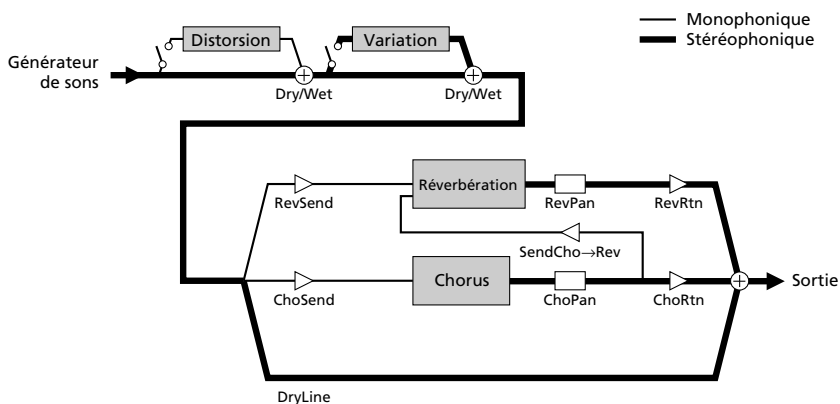 Monophonique
Stéréophonique
Distorsion
Variation
Générateur
de sons
Dry/Wet
Dry/Wet
Réverbération
RevSend
RevPan
RevRtn
SendCho→Rev
Chorus
Sortie
ChoSend
ChoPan
ChoRtn
DryLine